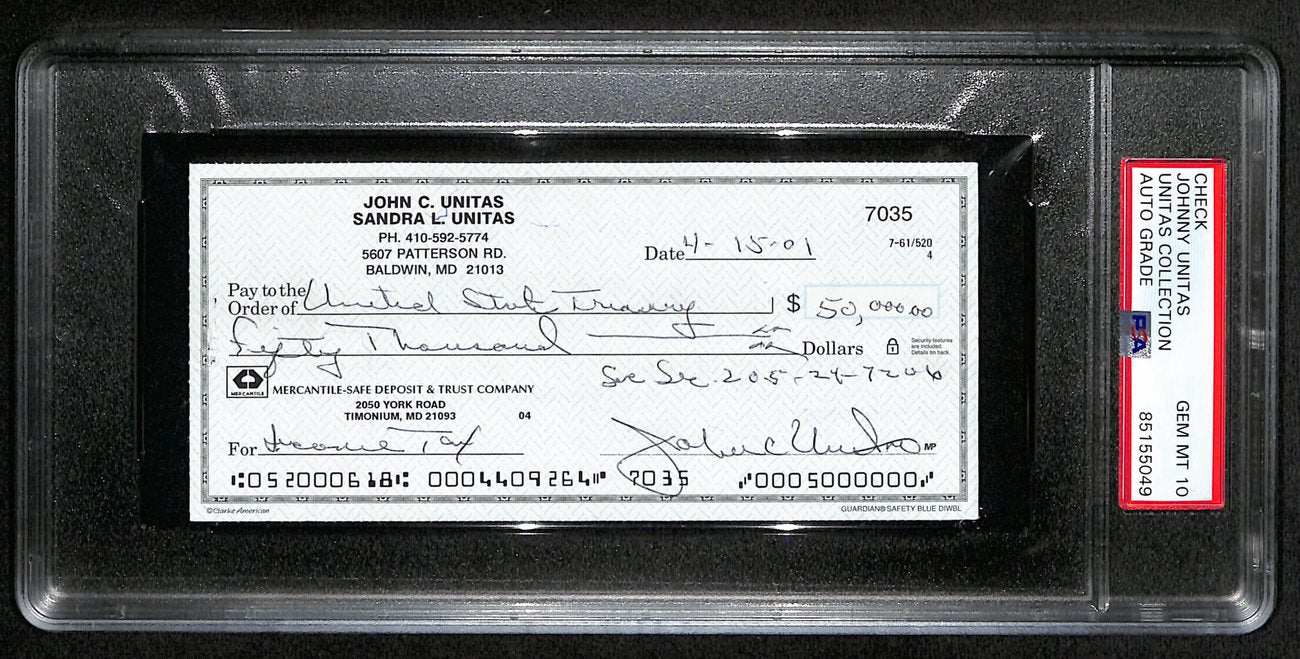 JOHN C. UNITAS
SANDRA L. UNITAS
PH. 410-592-5774
5607 PATTERSON RD.
BALDWIN, MD 21013
7035
7-61/520
4
Date 4-15-01
Pay to the
Order of United States Treasury $ 50,000.00
Fifty Thousand Dollars
Security features
are included.
Details on back.
MERCANTILE
MERCANTILE-SAFE DEPOSIT & TRUST COMPANY
2050 YORK ROAD
TIMONIUM, MD 21093 04
Soc Sec. 205-24-7206
For Income Tax
John C Unitas MP
⑆052000618⑆ 0004409264⑈ 7035 ⑇0005000000⑇
©Clarke American
GUARDIAN® SAFETY BLUE DIWBL
CHECK
JOHNNY UNITAS
UNITAS COLLECTION GEM MT 10
AUTO GRADE 85155049
PSA